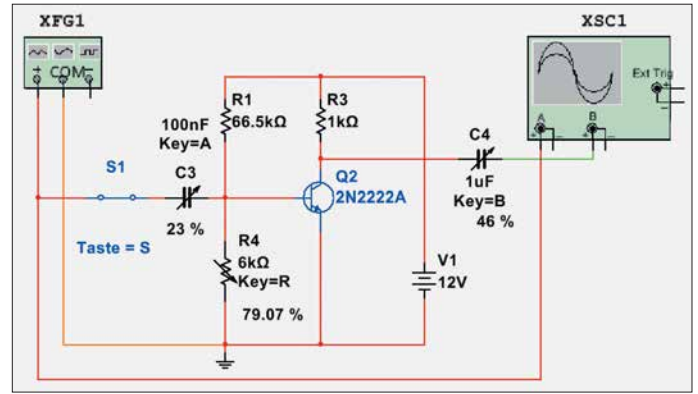 XFG1
XSC1
+ COM −
Ext Trig
+
−
A
B
+ − + −
R1
66.5kΩ
R3
1kΩ
100nF
Key=A
C3
23 %
S1
Taste = S
Q2
2N2222A
C4
1uF
Key=B
46 %
R4
6kΩ
Key=R
79.07 %
V1
12V